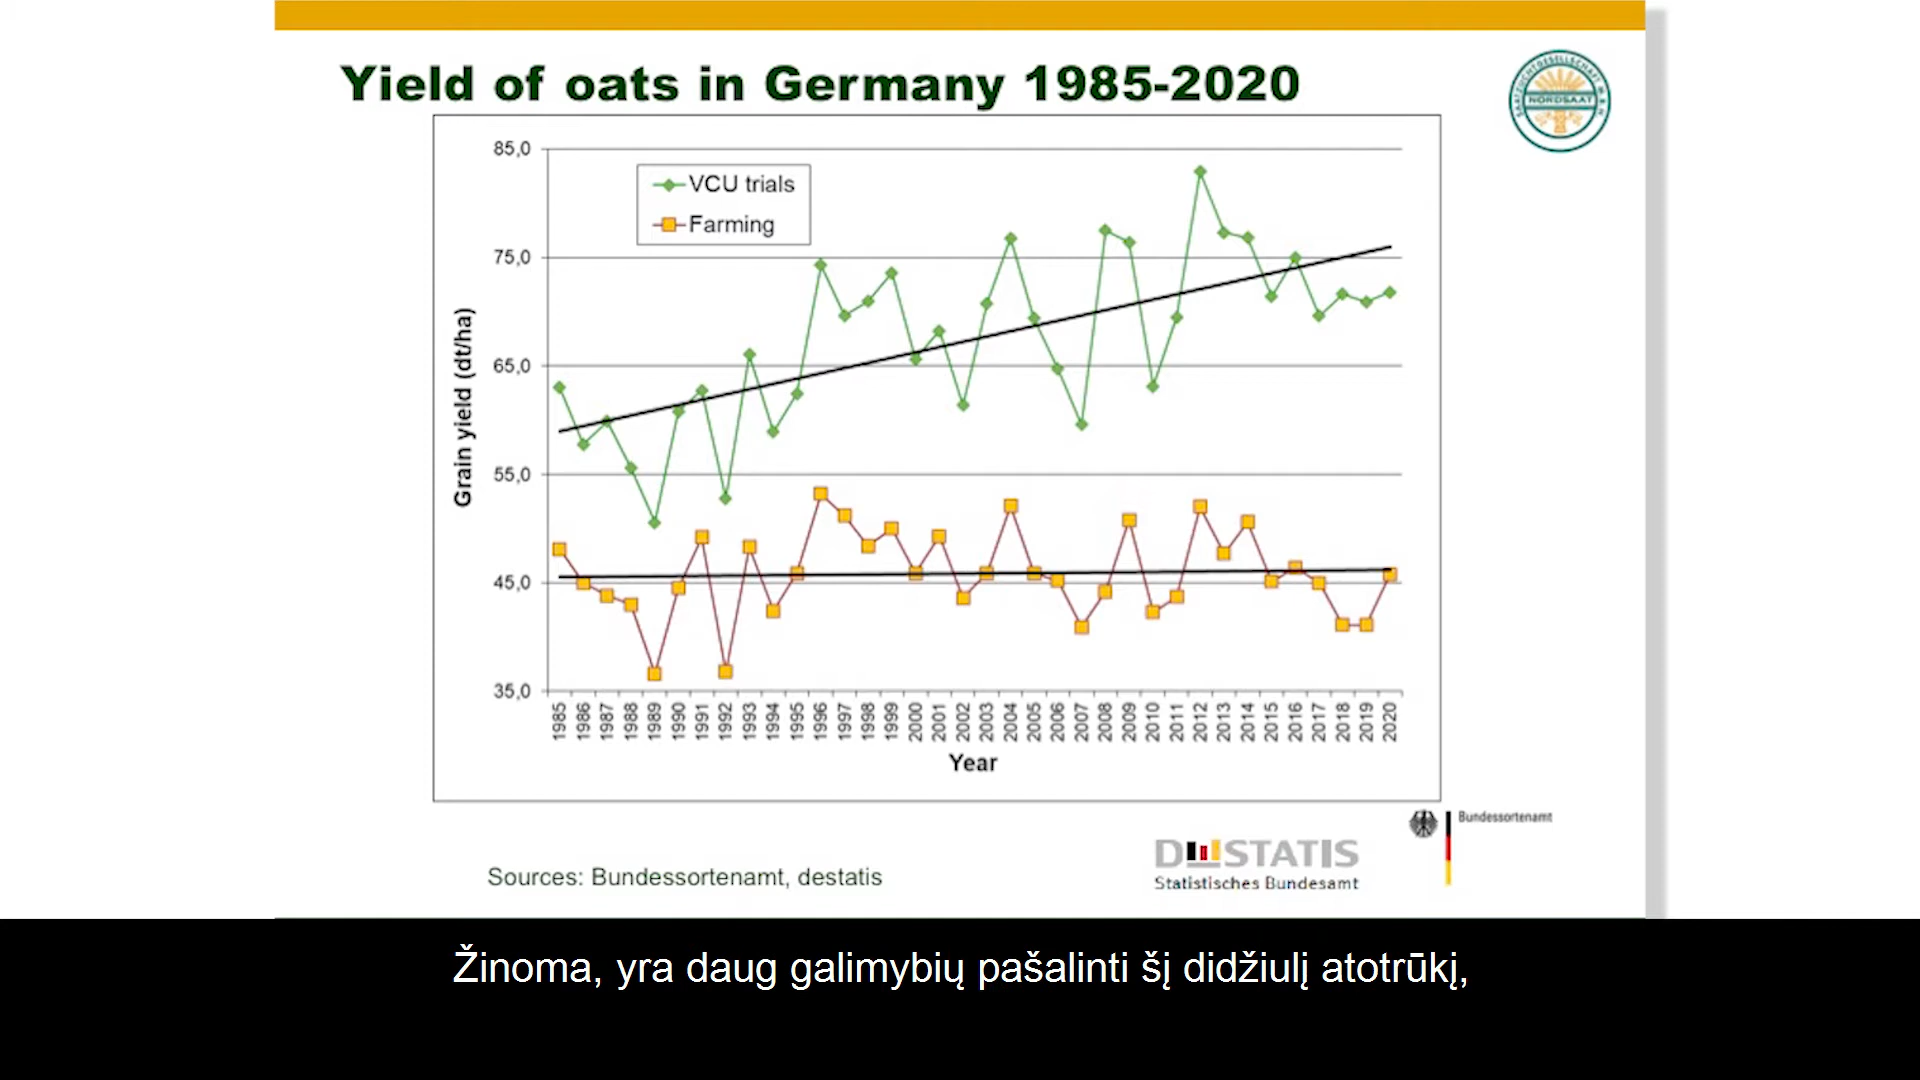 Yield of oats in Germany 1985-2020
NORDSAAT
85,0
75,0
65,0
55,0
45,0
35,0
VCU trials
Farming
Grain yield (dt/ha)
1985 1986 1987 1988 1989 1990 1991 1992 1993 1994 1995 1996 1997 1998 1999 2000 2001 2002 2003 2004 2005 2006 2007 2008 2009 2010 2011 2012 2013 2014 2015 2016 2017 2018 2019 2020
Year
Bundessortenamt
DESTATIS
Statistisches Bundesamt
Sources: Bundessortenamt, destatis
Žinoma, yra daug galimybių pašalinti šį didžiulį atotrūkį,